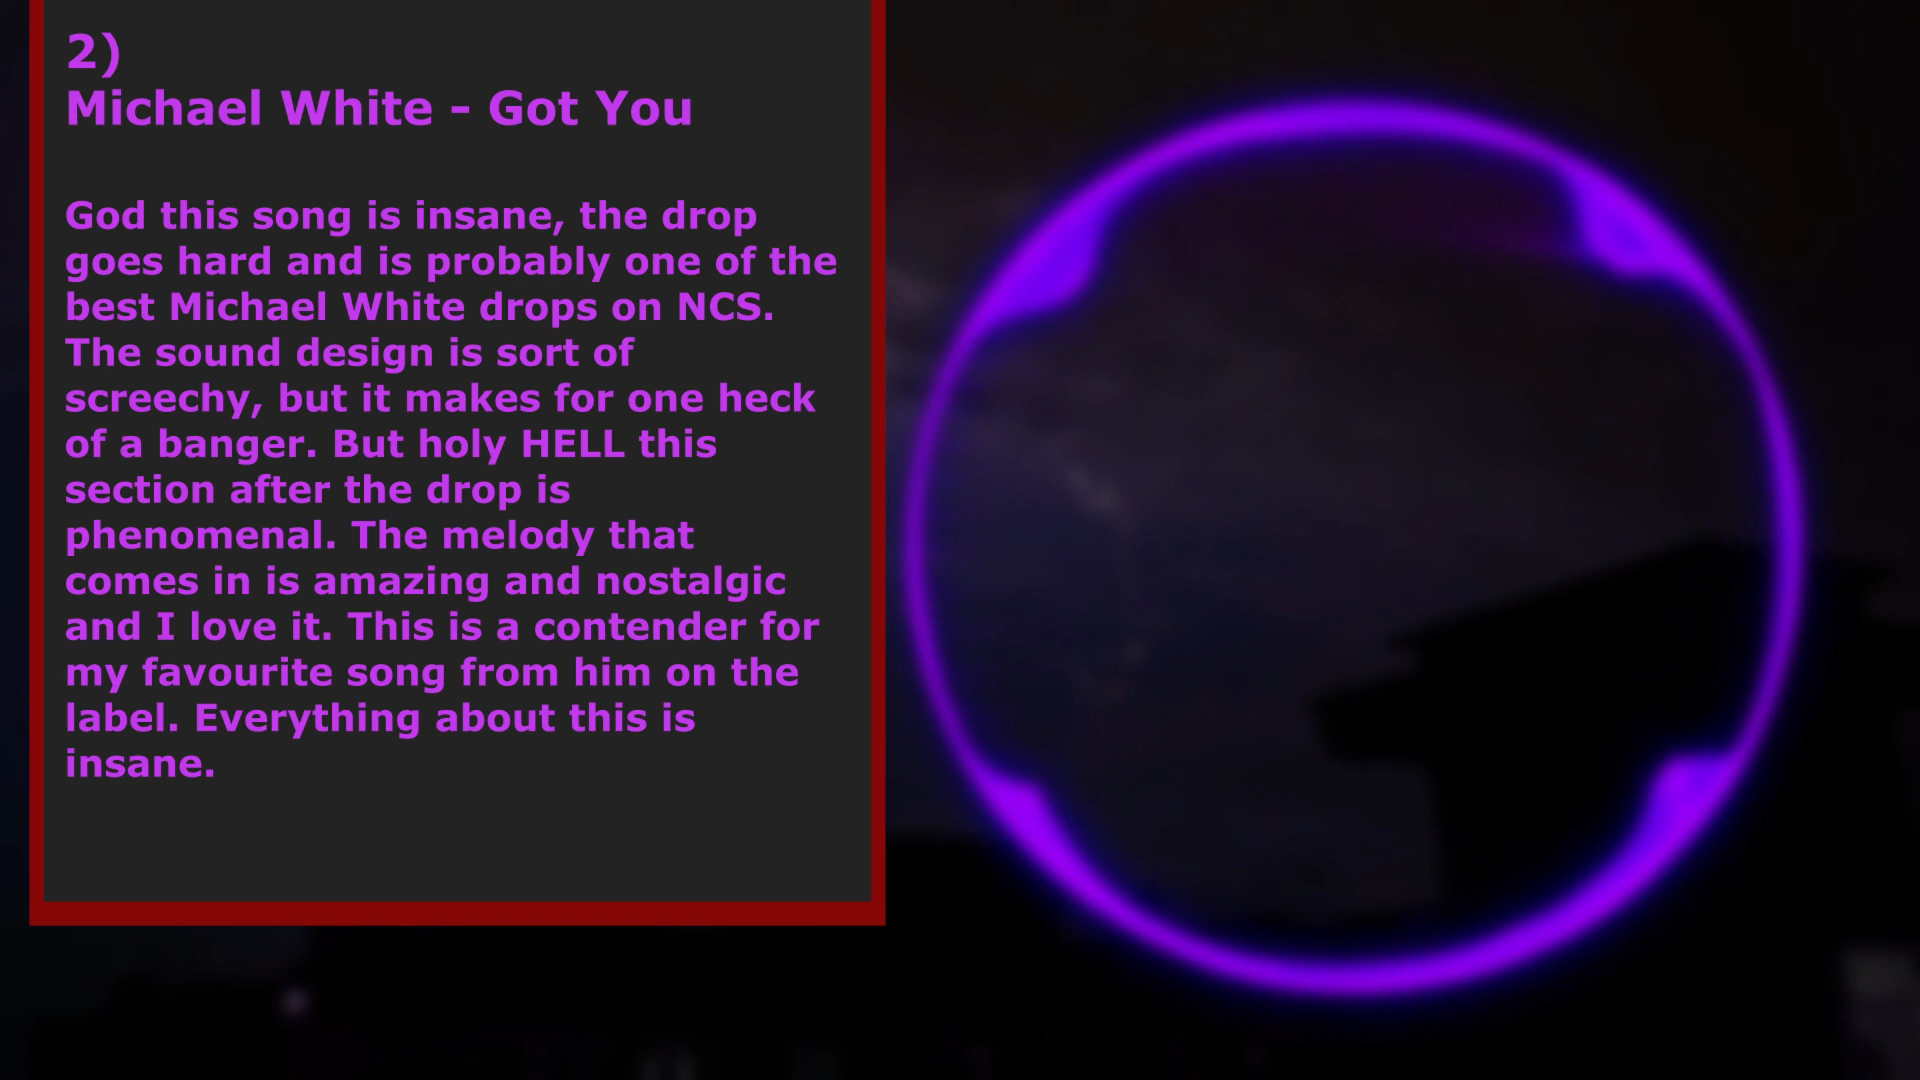 2)
Michael White - Got You
God this song is insane, the drop
goes hard and is probably one of the
best Michael White drops on NCS.
The sound design is sort of
screechy, but it makes for one heck
of a banger. But holy HELL this
section after the drop is
phenomenal. The melody that
comes in is amazing and nostalgic
and I love it. This is a contender for
my favourite song from him on the
label. Everything about this is
insane.